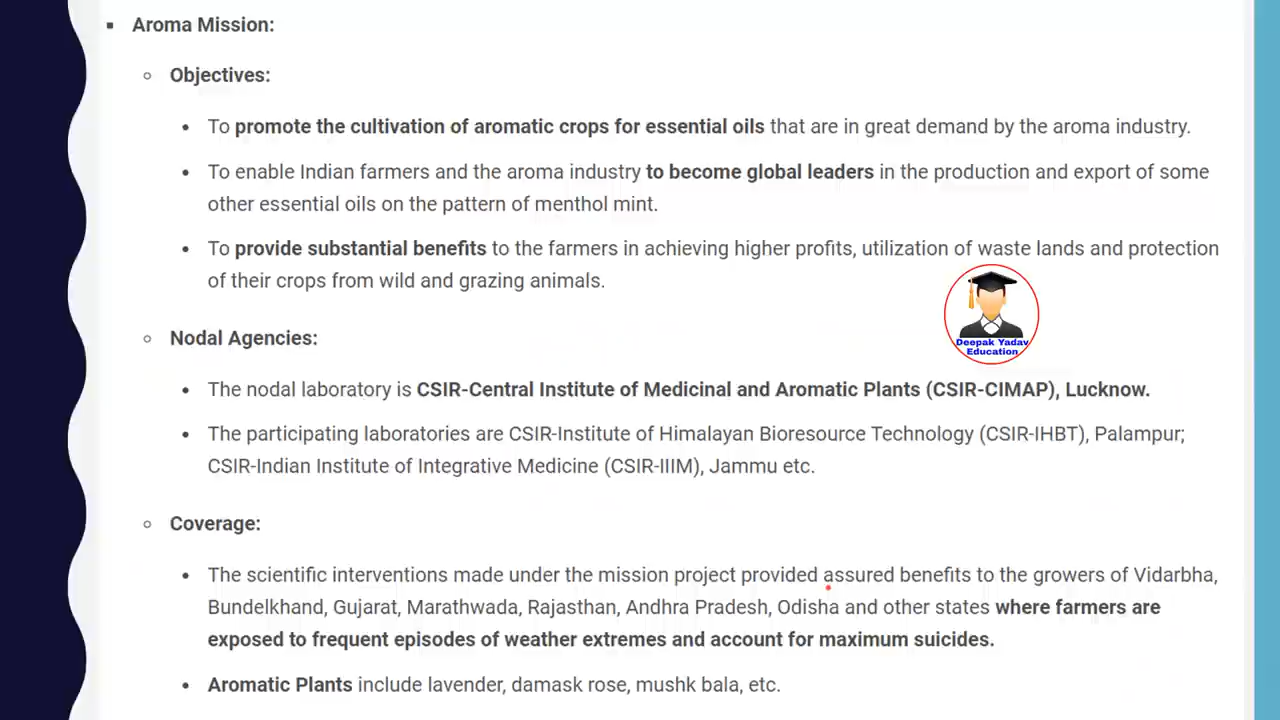 Aroma Mission:
Objectives:
To promote the cultivation of aromatic crops for essential oils that are in great demand by the aroma industry.
To enable Indian farmers and the aroma industry to become global leaders in the production and export of some
other essential oils on the pattern of menthol mint.
To provide substantial benefits to the farmers in achieving higher profits, utilization of waste lands and protection
of their crops from wild and grazing animals.
Deepak Yadav
Education
Nodal Agencies:
The nodal laboratory is CSIR-Central Institute of Medicinal and Aromatic Plants (CSIR-CIMAP), Lucknow.
The participating laboratories are CSIR-Institute of Himalayan Bioresource Technology (CSIR-IHBT), Palampur;
CSIR-Indian Institute of Integrative Medicine (CSIR-IIIM), Jammu etc.
Coverage:
The scientific interventions made under the mission project provided assured benefits to the growers of Vidarbha,
Bundelkhand, Gujarat, Marathwada, Rajasthan, Andhra Pradesh, Odisha and other states where farmers are
exposed to frequent episodes of weather extremes and account for maximum suicides.
Aromatic Plants include lavender, damask rose, mushk bala, etc.